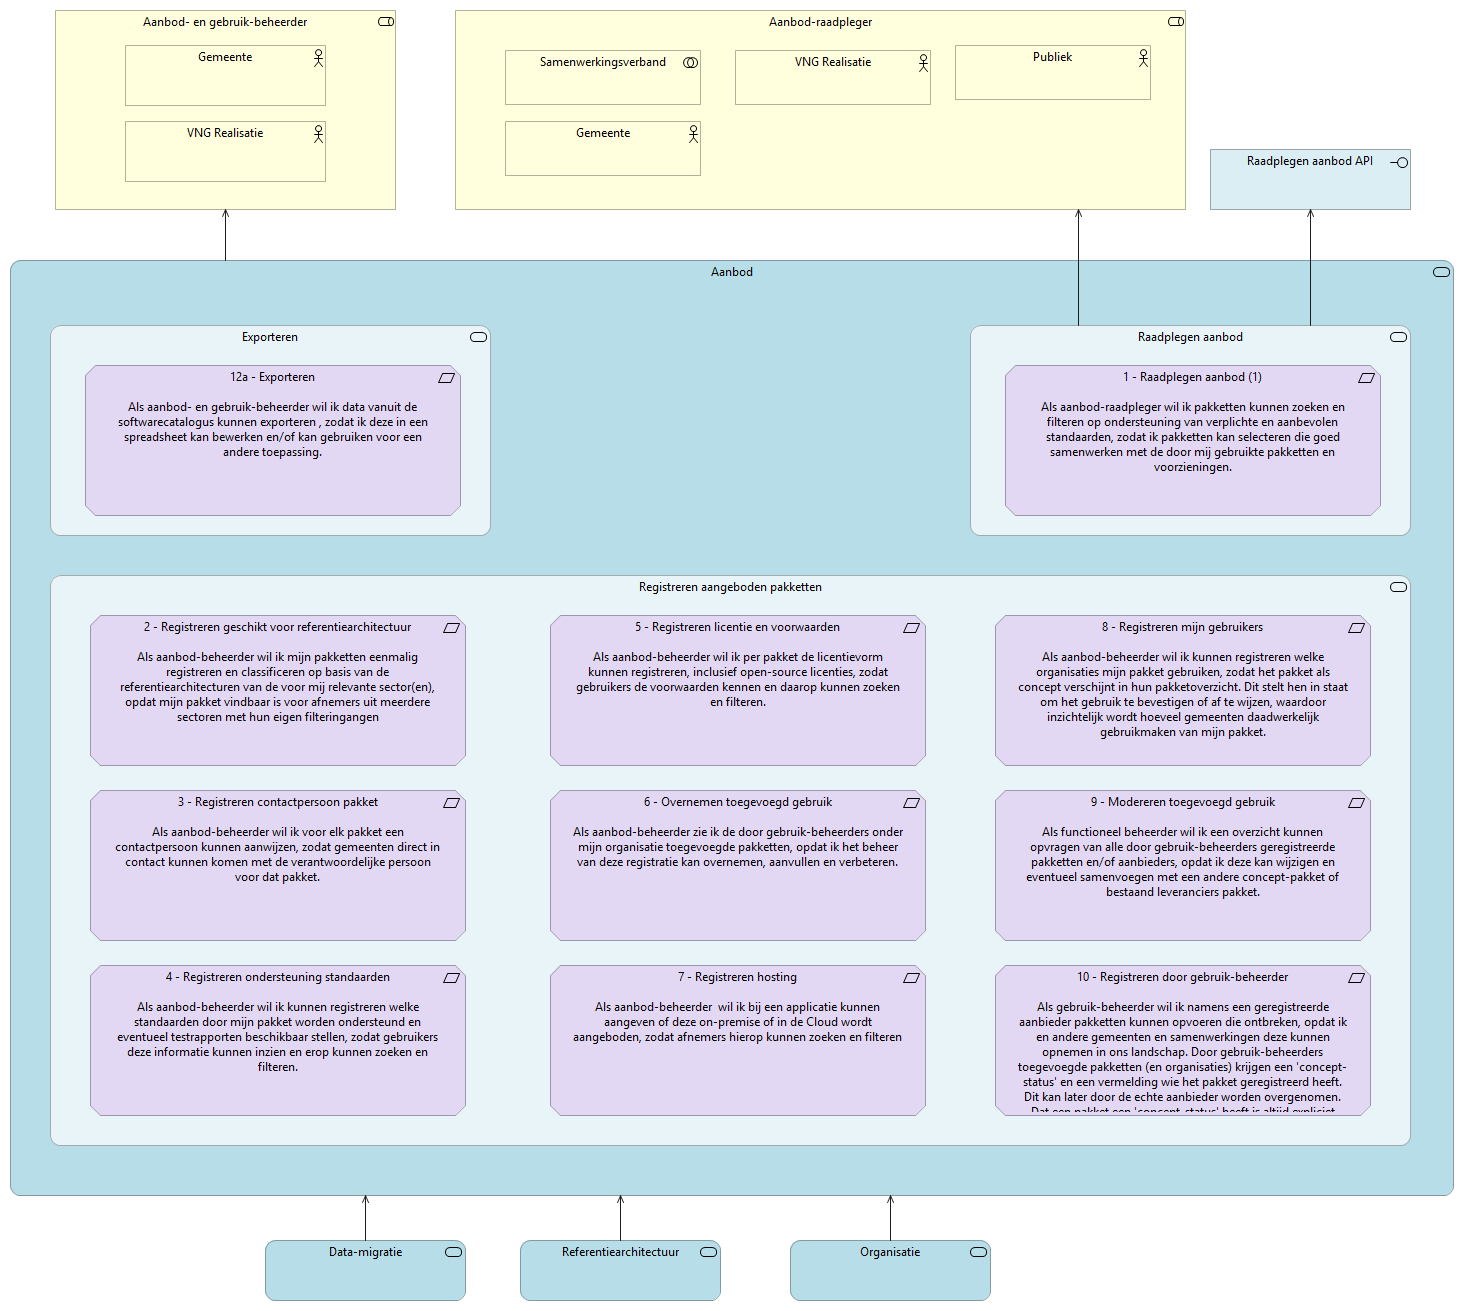 Aanbod- en gebruik-beheerder
Gemeente
VNG Realisatie
Aanbod-raadpleger
Samenwerkingsverband
VNG Realisatie
Publiek
Gemeente
Raadplegen aanbod API
Aanbod
Exporteren
12a - Exporteren
Als aanbod- en gebruik-beheerder wil ik data vanuit de
softwarecatalogus kunnen exporteren , zodat ik deze in een
spreadsheet kan bewerken en/of kan gebruiken voor een
andere toepassing.
Raadplegen aanbod
1 - Raadplegen aanbod (1)
Als aanbod-raadpleger wil ik pakketten kunnen zoeken en
filteren op ondersteuning van verplichte en aanbevolen
standaarden, zodat ik pakketten kan selecteren die goed
samenwerken met de door mij gebruikte pakketten en
voorzieningen.
Registreren aangeboden pakketten
2 - Registreren geschikt voor referentiearchitectuur
Als aanbod-beheerder wil ik mijn pakketten eenmalig
registreren en classificeren op basis van de
referentiearchitecturen van de voor mij relevante sector(en),
opdat mijn pakket vindbaar is voor afnemers uit meerdere
sectoren met hun eigen filteringangen
5 - Registreren licentie en voorwaarden
Als aanbod-beheerder wil ik per pakket de licentievorm
kunnen registreren, inclusief open-source licenties, zodat
gebruikers de voorwaarden kennen en daarop kunnen zoeken
en filteren.
8 - Registreren mijn gebruikers
Als aanbod-beheerder wil ik kunnen registreren welke
organisaties mijn pakket gebruiken, zodat het pakket als
concept verschijnt in hun pakketoverzicht. Dit stelt hen in staat
om het gebruik te bevestigen of af te wijzen, waardoor
inzichtelijk wordt hoeveel gemeenten daadwerkelijk
gebruikmaken van mijn pakket.
3 - Registreren contactpersoon pakket
Als aanbod-beheerder wil ik voor elk pakket een
contactpersoon kunnen aanwijzen, zodat gemeenten direct in
contact kunnen komen met de verantwoordelijke persoon
voor dat pakket.
6 - Overnemen toegevoegd gebruik
Als aanbod-beheerder zie ik de door gebruik-beheerders onder
mijn organisatie toegevoegde pakketten, opdat ik het beheer
van deze registratie kan overnemen, aanvullen en verbeteren.
9 - Modereren toegevoegd gebruik
Als functioneel beheerder wil ik een overzicht kunnen
opvragen van alle door gebruik-beheerders geregistreerde
pakketten en/of aanbieders, opdat ik deze kan wijzigen en
eventueel samenvoegen met een andere concept-pakket of
bestaand leveranciers pakket.
4 - Registreren ondersteuning standaarden
Als aanbod-beheerder wil ik kunnen registreren welke
standaarden door mijn pakket worden ondersteund en
eventueel testrapporten beschikbaar stellen, zodat gebruikers
deze informatie kunnen inzien en erop kunnen zoeken en
filteren.
7 - Registreren hosting
Als aanbod-beheerder  wil ik bij een applicatie kunnen
aangeven of deze on-premise of in de Cloud wordt
aangeboden, zodat afnemers hierop kunnen zoeken en filteren
10 - Registreren door gebruik-beheerder
Als gebruik-beheerder wil ik namens een geregistreerde
aanbieder pakketten kunnen opvoeren die ontbreken, opdat ik
en andere gemeenten en samenwerkingen deze kunnen
opnemen in ons landschap. Door gebruik-beheerders
toegevoegde pakketten (en organisaties) krijgen een 'concept-
status' en een vermelding wie het pakket geregistreerd heeft.
Dit kan later door de echte aanbieder worden overgenomen.
Dat een pakket een 'concept-status' heeft is altijd expliciet
Data-migratie
Referentiearchitectuur
Organisatie